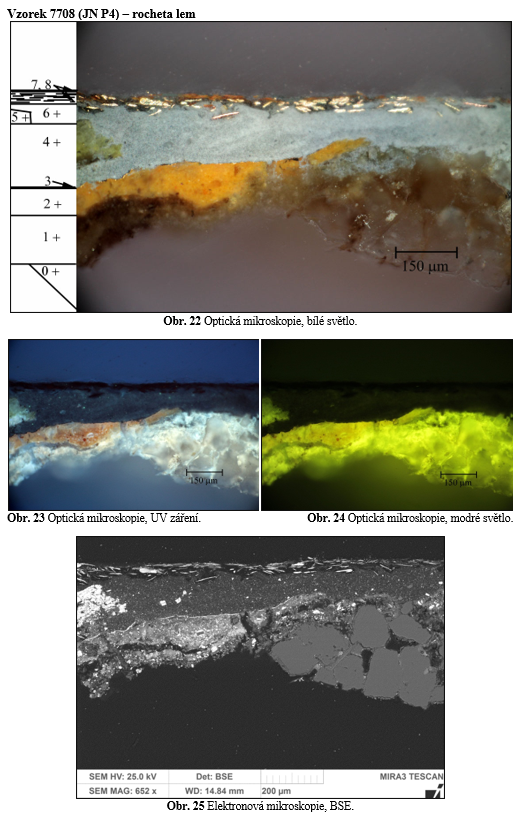 Vzorek 7708 (JN P4) – rocheta lem
7, 8
6 +
5 +
4 +
3
2 +
1 +
0 +
150 µm
Obr. 22 Optická mikroskopie, bílé světlo.
150 µm
150 µm
Obr. 23 Optická mikroskopie, UV záření.
Obr. 24 Optická mikroskopie, modré světlo.
SEM HV: 25.0 kV
Det: BSE
MIRA3 TESCAN
SEM MAG: 652 x
WD: 14.84 mm
200 µm
Obr. 25 Elektronová mikroskopie, BSE.